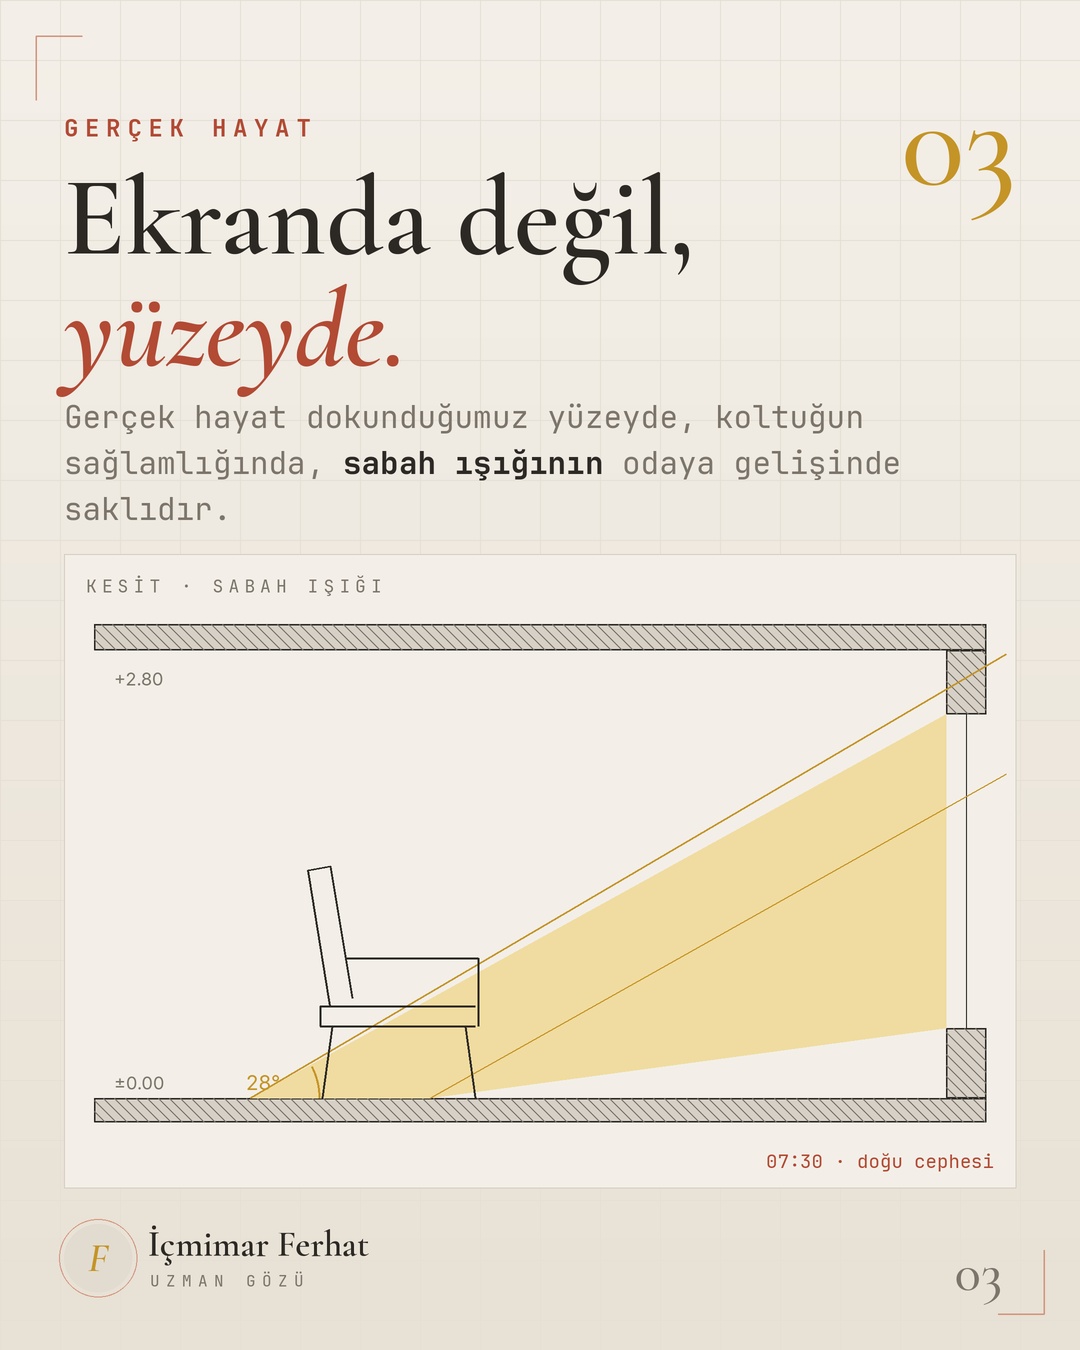 GERÇEK HAYAT
03
Ekranda değil,
yüzeyde.
Gerçek hayat dokunduğumuz yüzeyde, koltuğun
sağlamlığında, sabah ışığının odaya gelişinde
saklıdır.
KESİT · SABAH IŞIĞI
+2.80
±0.00
28°
07:30 · doğu cephesi
F
İçmimar Ferhat
UZMAN GÖZÜ
03